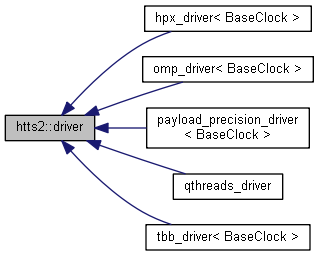 hpx_driver< BaseClock >
omp_driver< BaseClock >
htts2::driver
payload_precision_driver
< BaseClock >
qthreads_driver
tbb_driver< BaseClock >